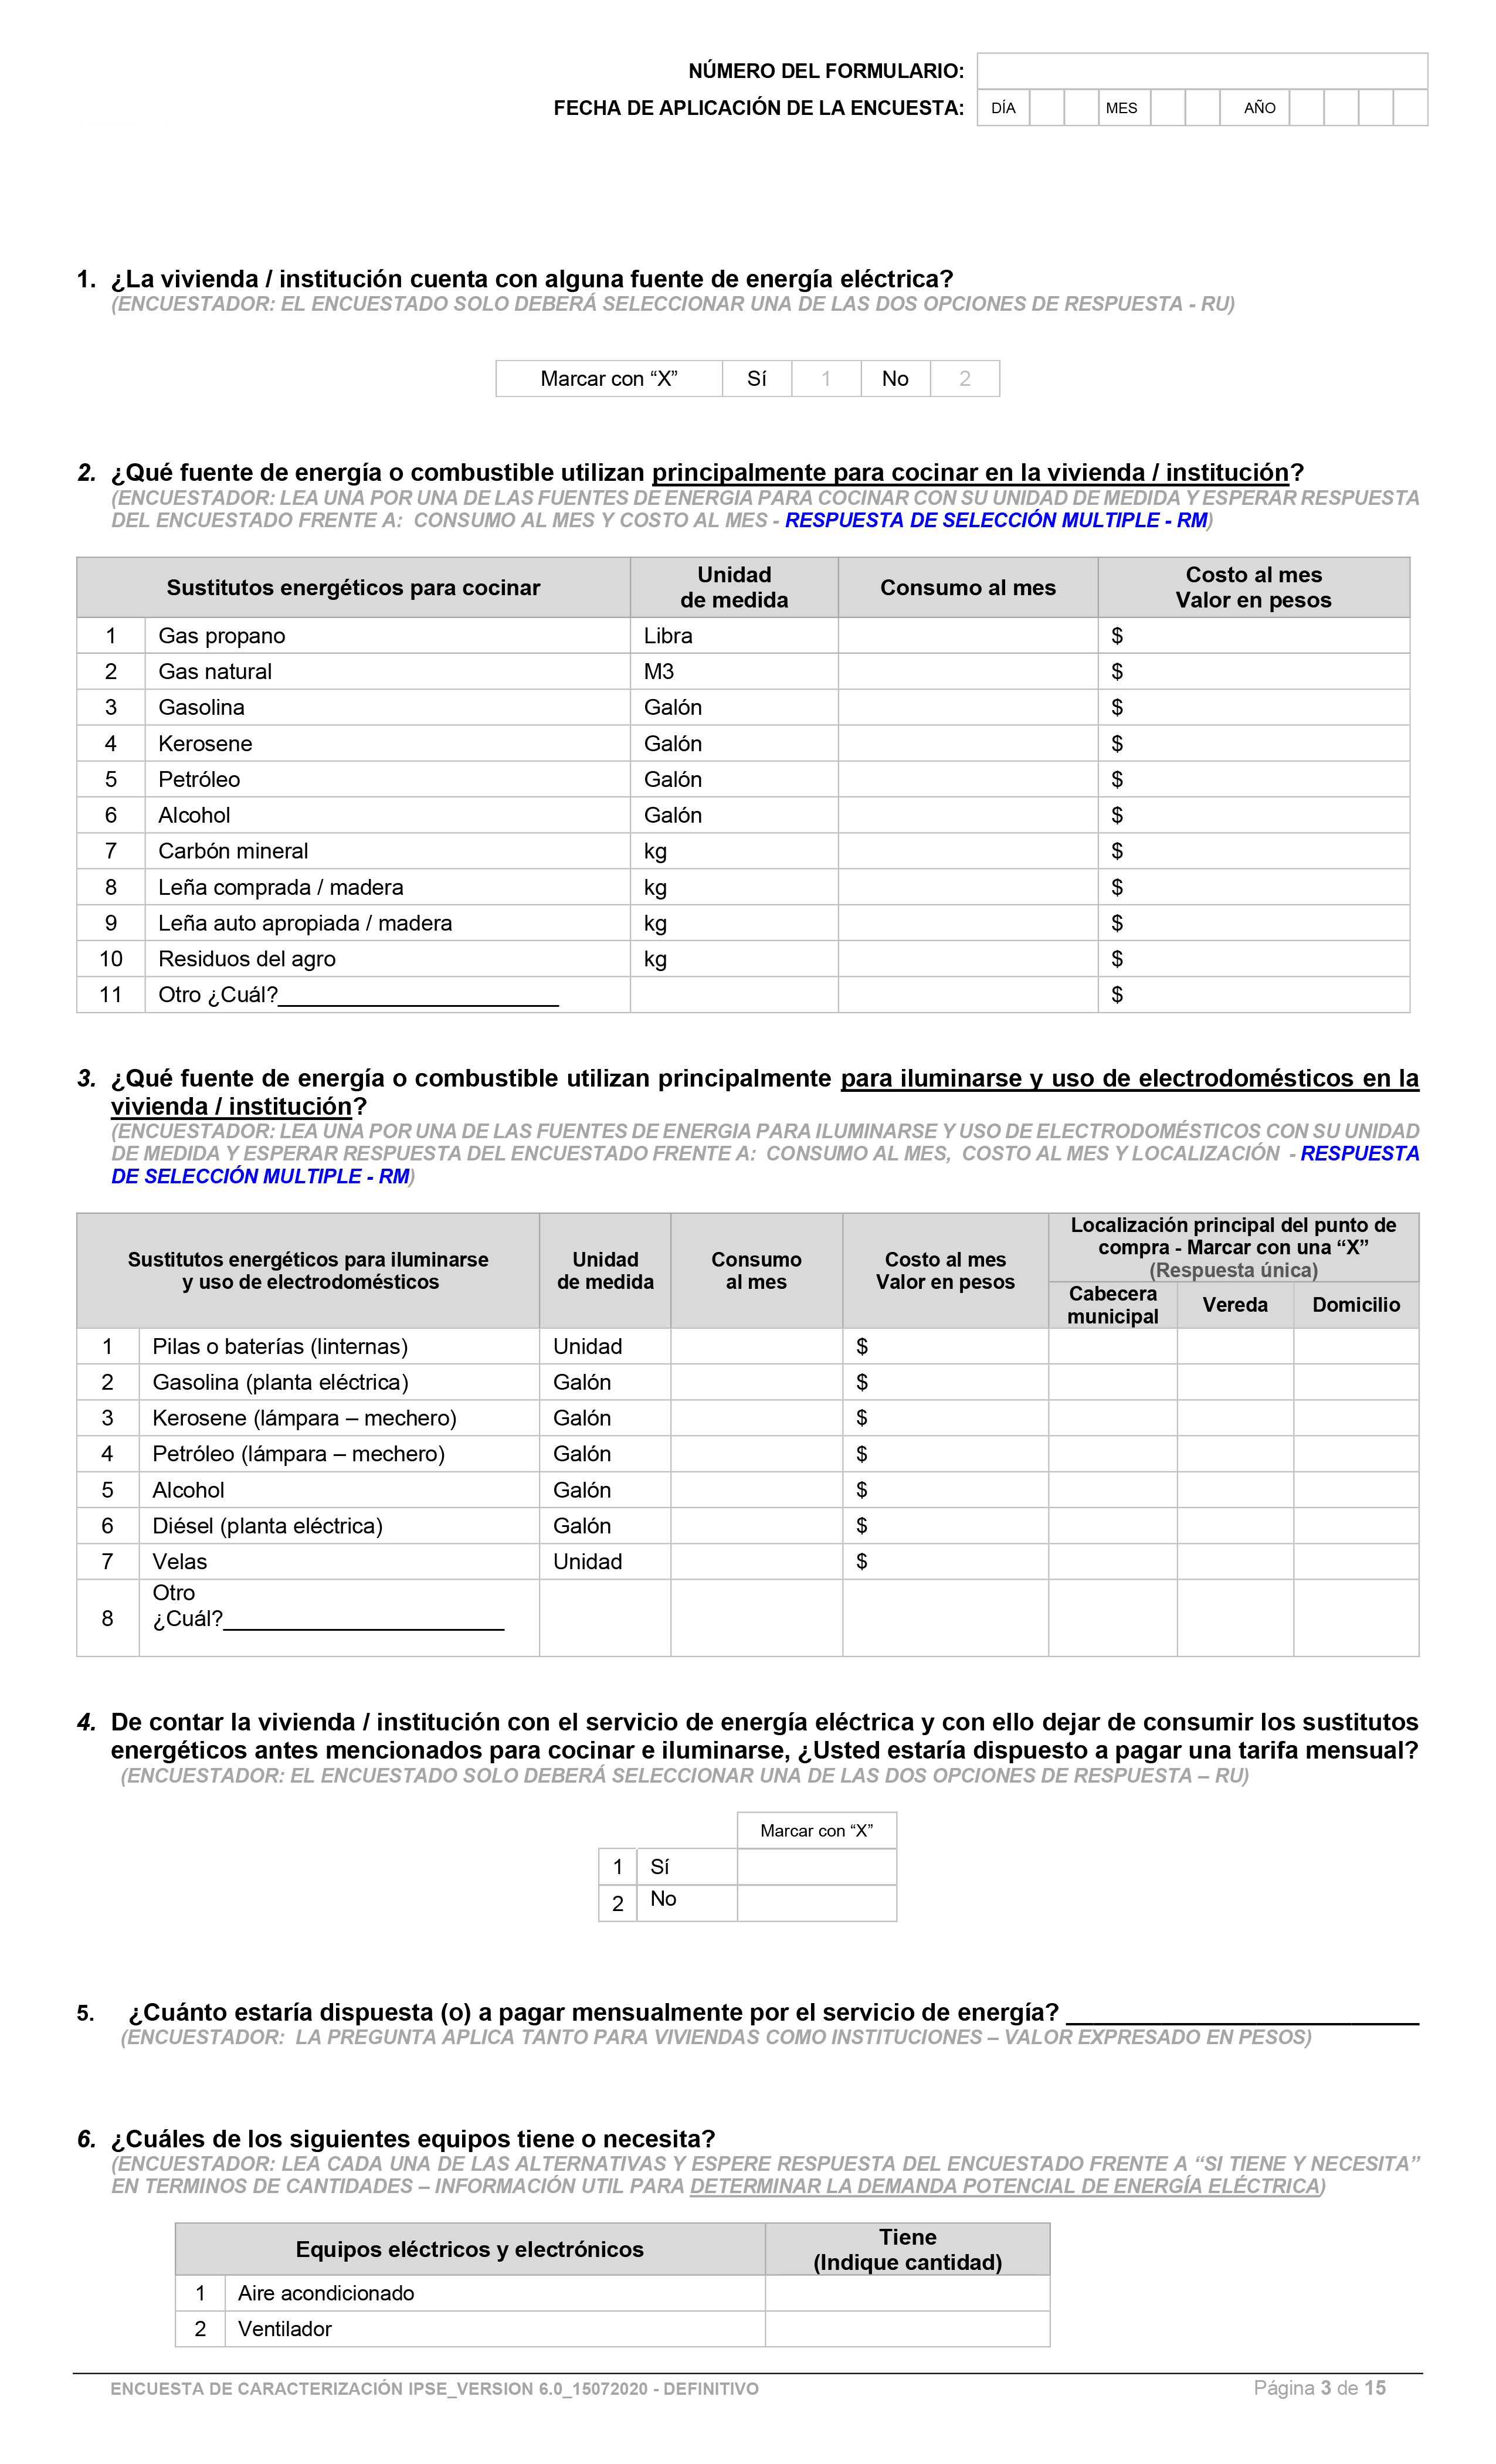 NÚMERO DEL FORMULARIO:
FECHA DE APLICACIÓN DE LA ENCUESTA: DÍA MES AÑO
1. ¿La vivienda / institución cuenta con alguna fuente de energía eléctrica?
(ENCUESTADOR: EL ENCUESTADO SOLO DEBERÁ SELECCIONAR UNA DE LAS DOS OPCIONES DE RESPUESTA - RU)
Marcar con “X” Sí 1 No 2
2. ¿Qué fuente de energía o combustible utilizan principalmente para cocinar en la vivienda / institución?
(ENCUESTADOR: LEA UNA POR UNA DE LAS FUENTES DE ENERGIA PARA COCINAR CON SU UNIDAD DE MEDIDA Y ESPERAR RESPUESTA
DEL ENCUESTADO FRENTE A: CONSUMO AL MES Y COSTO AL MES - RESPUESTA DE SELECCIÓN MULTIPLE - RM)
Sustitutos energéticos para cocinar
Unidad
de medida
Consumo al mes
Costo al mes
Valor en pesos
1 Gas propano Libra $
2 Gas natural M3 $
3 Gasolina Galón $
4 Kerosene Galón $
5 Petróleo Galón $
6 Alcohol Galón $
7 Carbón mineral kg $
8 Leña comprada / madera kg $
9 Leña auto apropiada / madera kg $
10 Residuos del agro kg $
11 Otro ¿Cuál?_______________________ $
3. ¿Qué fuente de energía o combustible utilizan principalmente para iluminarse y uso de electrodomésticos en la
vivienda / institución?
(ENCUESTADOR: LEA UNA POR UNA DE LAS FUENTES DE ENERGIA PARA ILUMINARSE Y USO DE ELECTRODOMÉSTICOS CON SU UNIDAD
DE MEDIDA Y ESPERAR RESPUESTA DEL ENCUESTADO FRENTE A: CONSUMO AL MES, COSTO AL MES Y LOCALIZACIÓN - RESPUESTA
DE SELECCIÓN MULTIPLE - RM)
Sustitutos energéticos para iluminarse
y uso de electrodomésticos
Unidad
de medida
Consumo
al mes
Costo al mes
Valor en pesos
Localización principal del punto de
compra - Marcar con una “X”
(Respuesta única)
Cabecera
municipal
Vereda
Domicilio
1 Pilas o baterías (linternas) Unidad $
2 Gasolina (planta eléctrica) Galón $
3 Kerosene (lámpara – mechero) Galón $
4 Petróleo (lámpara – mechero) Galón $
5 Alcohol Galón $
6 Diésel (planta eléctrica) Galón $
7 Velas Unidad $
Otro
8 ¿Cuál?_______________________
4. De contar la vivienda / institución con el servicio de energía eléctrica y con ello dejar de consumir los sustitutos
energéticos antes mencionados para cocinar e iluminarse, ¿Usted estaría dispuesto a pagar una tarifa mensual?
(ENCUESTADOR: EL ENCUESTADO SOLO DEBERÁ SELECCIONAR UNA DE LAS DOS OPCIONES DE RESPUESTA – RU)
Marcar con “X”
1 Sí
2 No
5. ¿Cuánto estaría dispuesta (o) a pagar mensualmente por el servicio de energía? __________________________
(ENCUESTADOR: LA PREGUNTA APLICA TANTO PARA VIVIENDAS COMO INSTITUCIONES – VALOR EXPRESADO EN PESOS)
6. ¿Cuáles de los siguientes equipos tiene o necesita?
(ENCUESTADOR: LEA CADA UNA DE LAS ALTERNATIVAS Y ESPERE RESPUESTA DEL ENCUESTADO FRENTE A “SI TIENE Y NECESITA”
EN TERMINOS DE CANTIDADES – INFORMACIÓN UTIL PARA DETERMINAR LA DEMANDA POTENCIAL DE ENERGÍA ELÉCTRICA)
Equipos eléctricos y electrónicos
Tiene
(Indique cantidad)
1 Aire acondicionado
2 Ventilador
ENCUESTA DE CARACTERIZACIÓN IPSE_VERSION 6.0_15072020 - DEFINITIVO Página 3 de 15